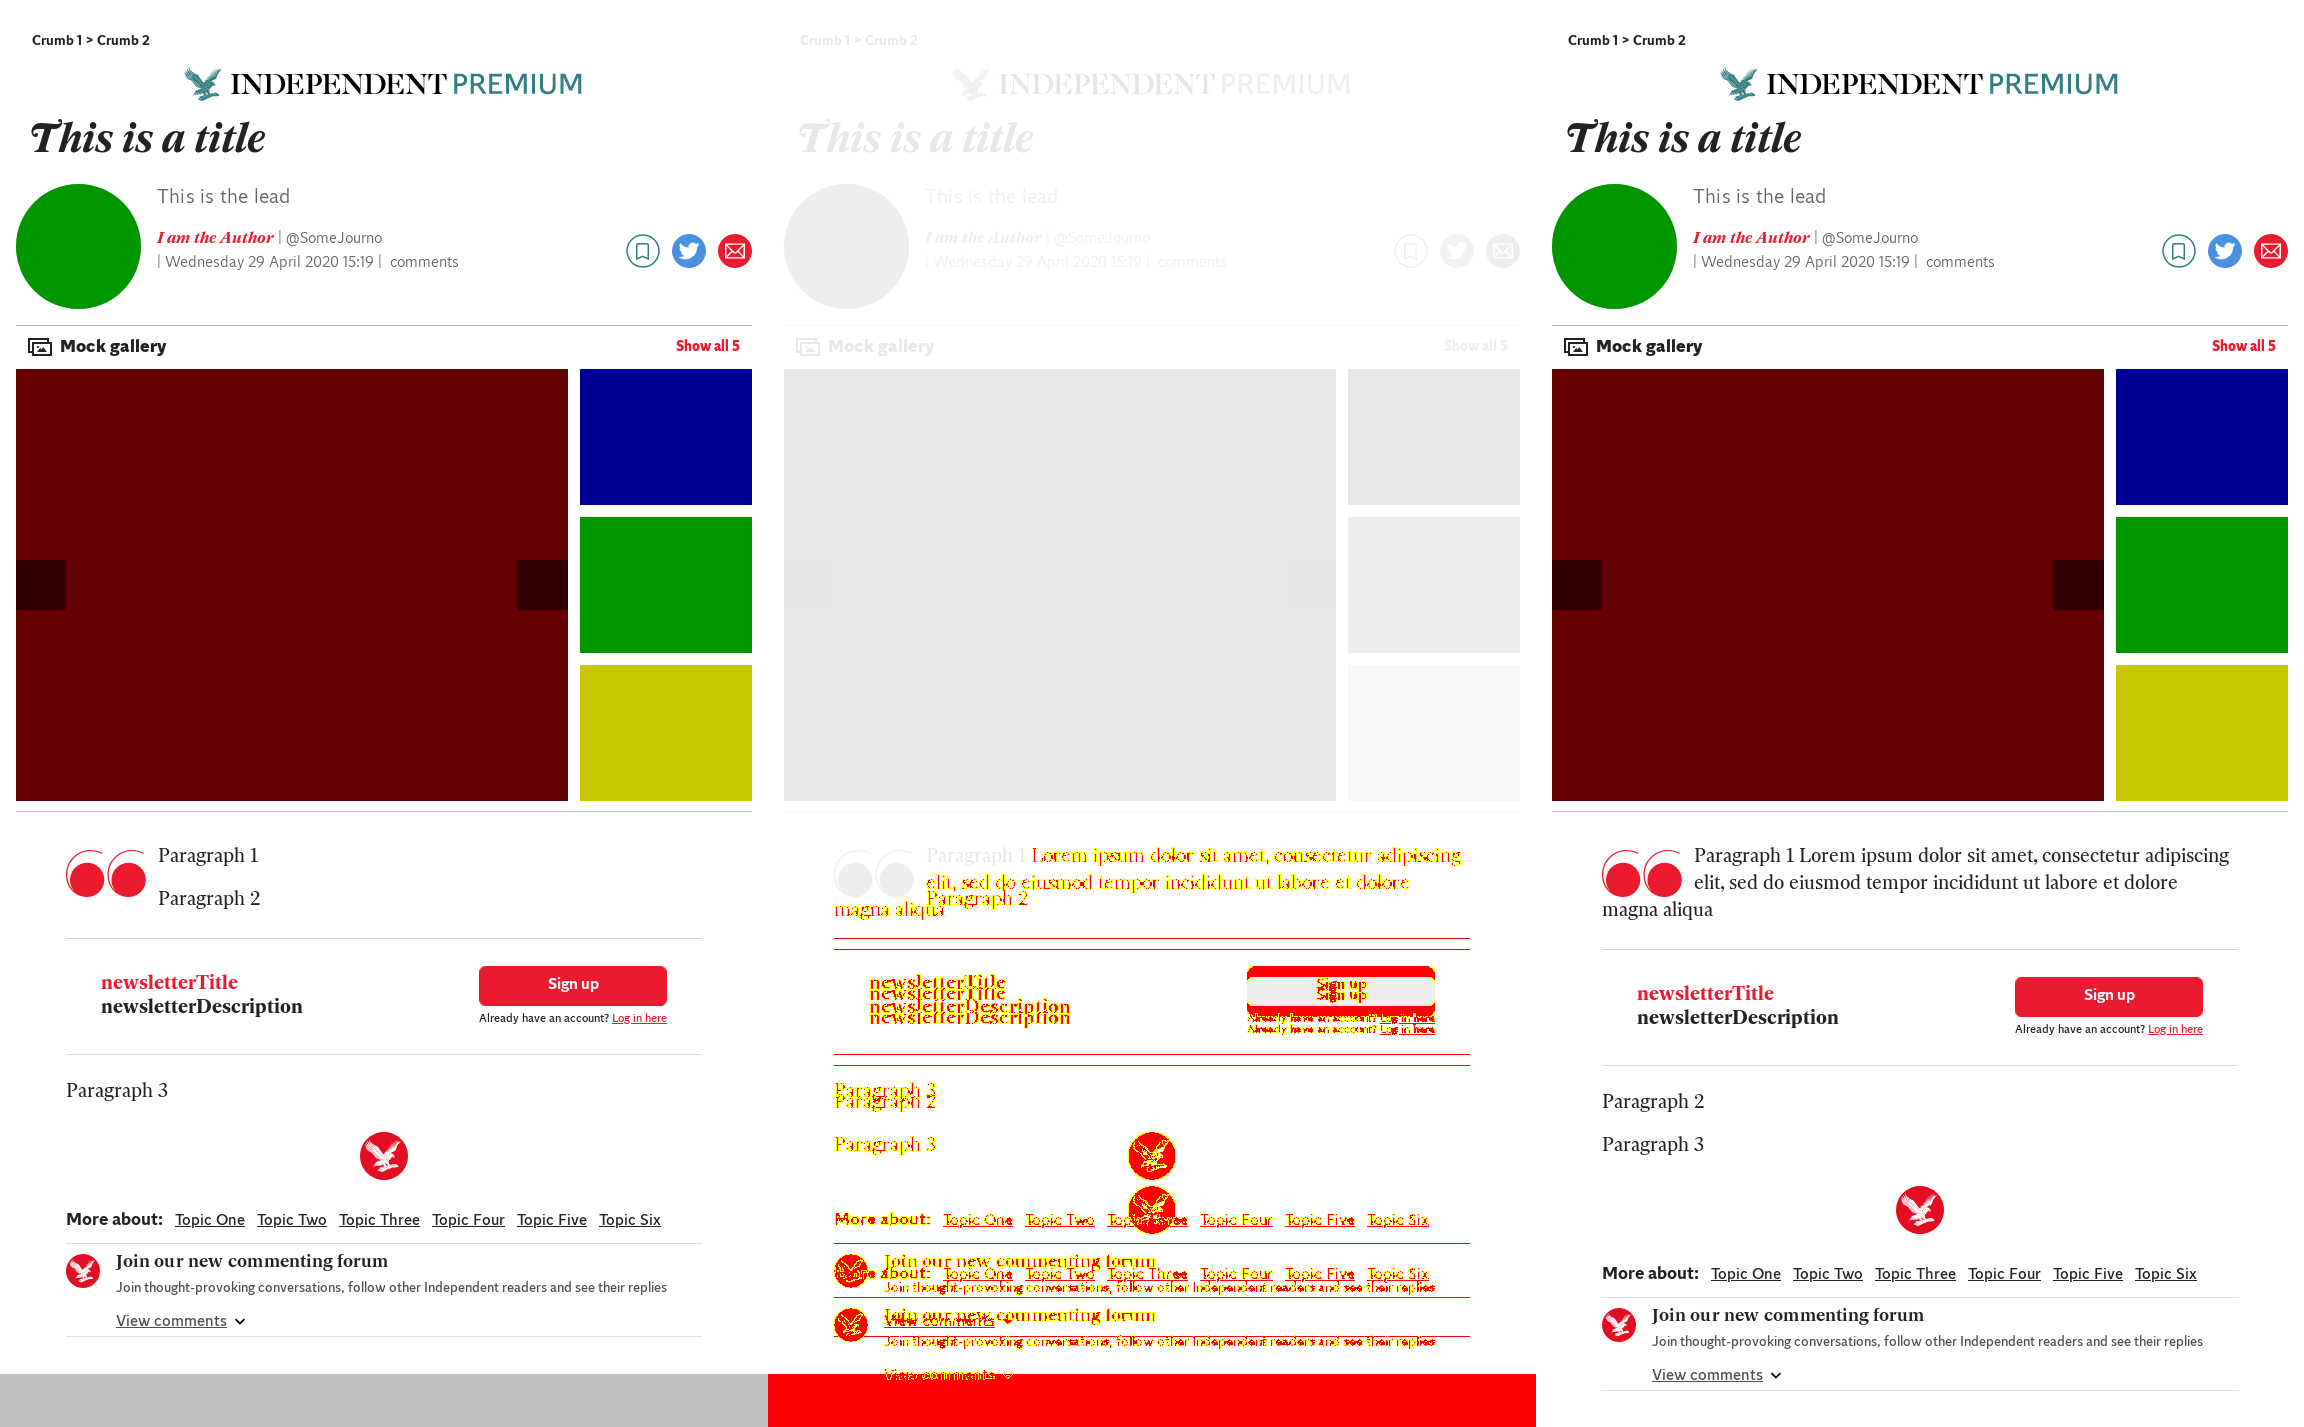 Crumb 1 > Crumb 2
INDEPENDENT PREMIUM
This is a title
This is the lead
I am the Author | @SomeJourno
| Wednesday 29 April 2020 15:19 | comments
Mock gallery
Show all 5
Paragraph 1
Paragraph 2
newsletterTitle
newsletterDescription
Sign up
Already have an account? Log in here
Paragraph 3
More about: Topic One Topic Two Topic Three Topic Four Topic Five Topic Six
Join our new commenting forum
Join thought-provoking conversations, follow other Independent readers and see their replies
View comments
Crumb 1 > Crumb 2
INDEPENDENT PREMIUM
This is a title
This is the lead
I am the Author | @SomeJourno
| Wednesday 29 April 2020 15:19 | comments
Mock gallery
Show all 5
Paragraph 1 Lorem ipsum dolor sit amet, consectetur adipiscing
elit, sed do eiusmod tempor incididunt ut labore et dolore
Paragraph 2
magna aliqua
newsletterTitle
newsletterTitle
newsletterDescription
newsletterDescription
Sign up
Sign up
Already have an account? Log in here
Already have an account? Log in here
Paragraph 3
Paragraph 2
Paragraph 3
More about: Topic One Topic Two Topic Three Topic Four Topic Five Topic Six
Join our new commenting forum
More about: Topic One Topic Two Topic Three Topic Four Topic Five Topic Six
Join thought-provoking conversations, follow other Independent readers and see their replies
Join our new commenting forum
View comments
Join thought-provoking conversations, follow other Independent readers and see their replies
View comments
Crumb 1 > Crumb 2
INDEPENDENT PREMIUM
This is a title
This is the lead
I am the Author | @SomeJourno
| Wednesday 29 April 2020 15:19 | comments
Mock gallery
Show all 5
Paragraph 1 Lorem ipsum dolor sit amet, consectetur adipiscing
elit, sed do eiusmod tempor incididunt ut labore et dolore
magna aliqua
newsletterTitle
newsletterDescription
Sign up
Already have an account? Log in here
Paragraph 2
Paragraph 3
More about: Topic One Topic Two Topic Three Topic Four Topic Five Topic Six
Join our new commenting forum
Join thought-provoking conversations, follow other Independent readers and see their replies
View comments